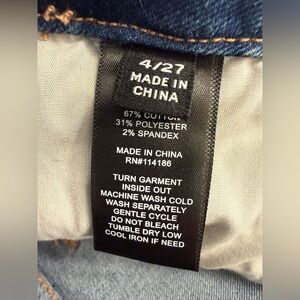 4/27
MADE IN
CHINA
67% COTTON
31% POLYESTER
2% SPANDEX
MADE IN CHINA
RN#114186
TURN GARMENT
INSIDE OUT
MACHINE WASH COLD
WASH SEPARATELY
GENTLE CYCLE
DO NOT BLEACH
TUMBLE DRY LOW
COOL IRON IF NEED